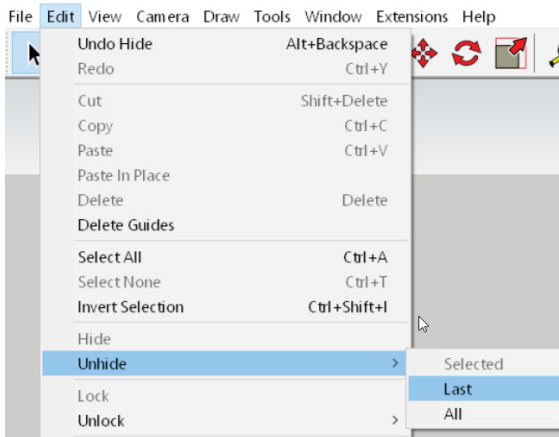 File Edit View Camera Draw Tools Window Extensions Help
Undo Hide Alt+Backspace
Redo Ctrl+Y
Cut Shift+Delete
Copy Ctrl+C
Paste Ctrl+V
Paste In Place
Delete Delete
Delete Guides
Select All Ctrl+A
Select None Ctrl+T
Invert Selection Ctrl+Shift+I
Hide
Unhide
Selected
Last
All
Lock
Unlock